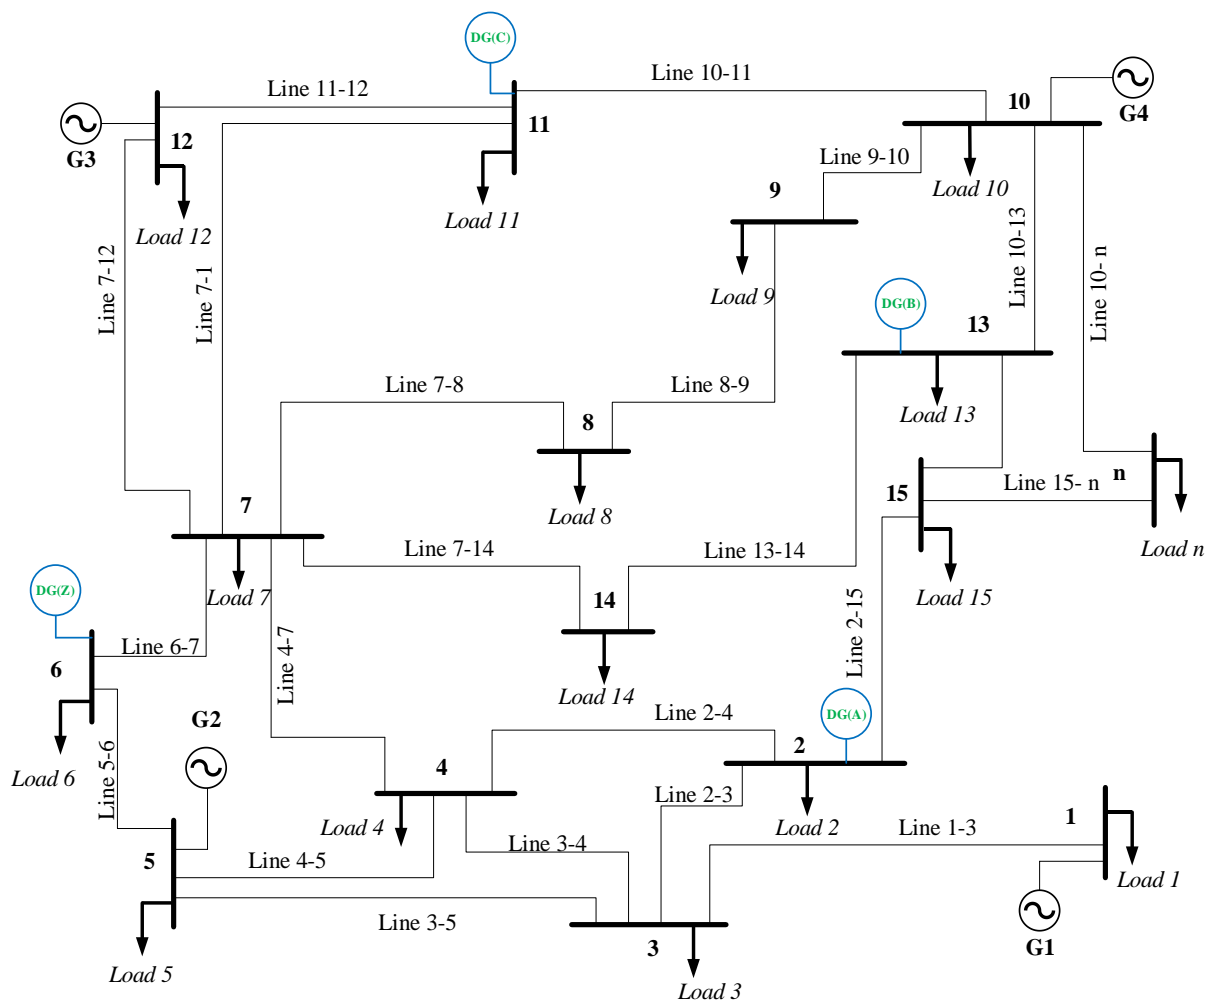 DG(C)
Line 11-12
Line 10-11
10
G4
12
11
G3
Line 9-10
9
Load 10
Load 11
Load 12
Line 7-12
Line 7-1
Line 10-13
Line 10- n
Load 9
DG(B)
13
Line 7-8
Line 8-9
Load 13
8
n
Line 15- n
15
7
Load 8
Load n
Line 7-14
Line 13-14
DG(Z)
Load 7
14
Load 15
Line 2-15
Line 6-7
6
Line 4-7
Load 14
DG(A)
G2
Line 2-4
2
Load 6
Line 5-6
4
Line 2-3
Load 4
Load 2
Line 1-3
1
Line 3-4
5
Line 4-5
Load 1
Line 3-5
3
G1
Load 5
Load 3